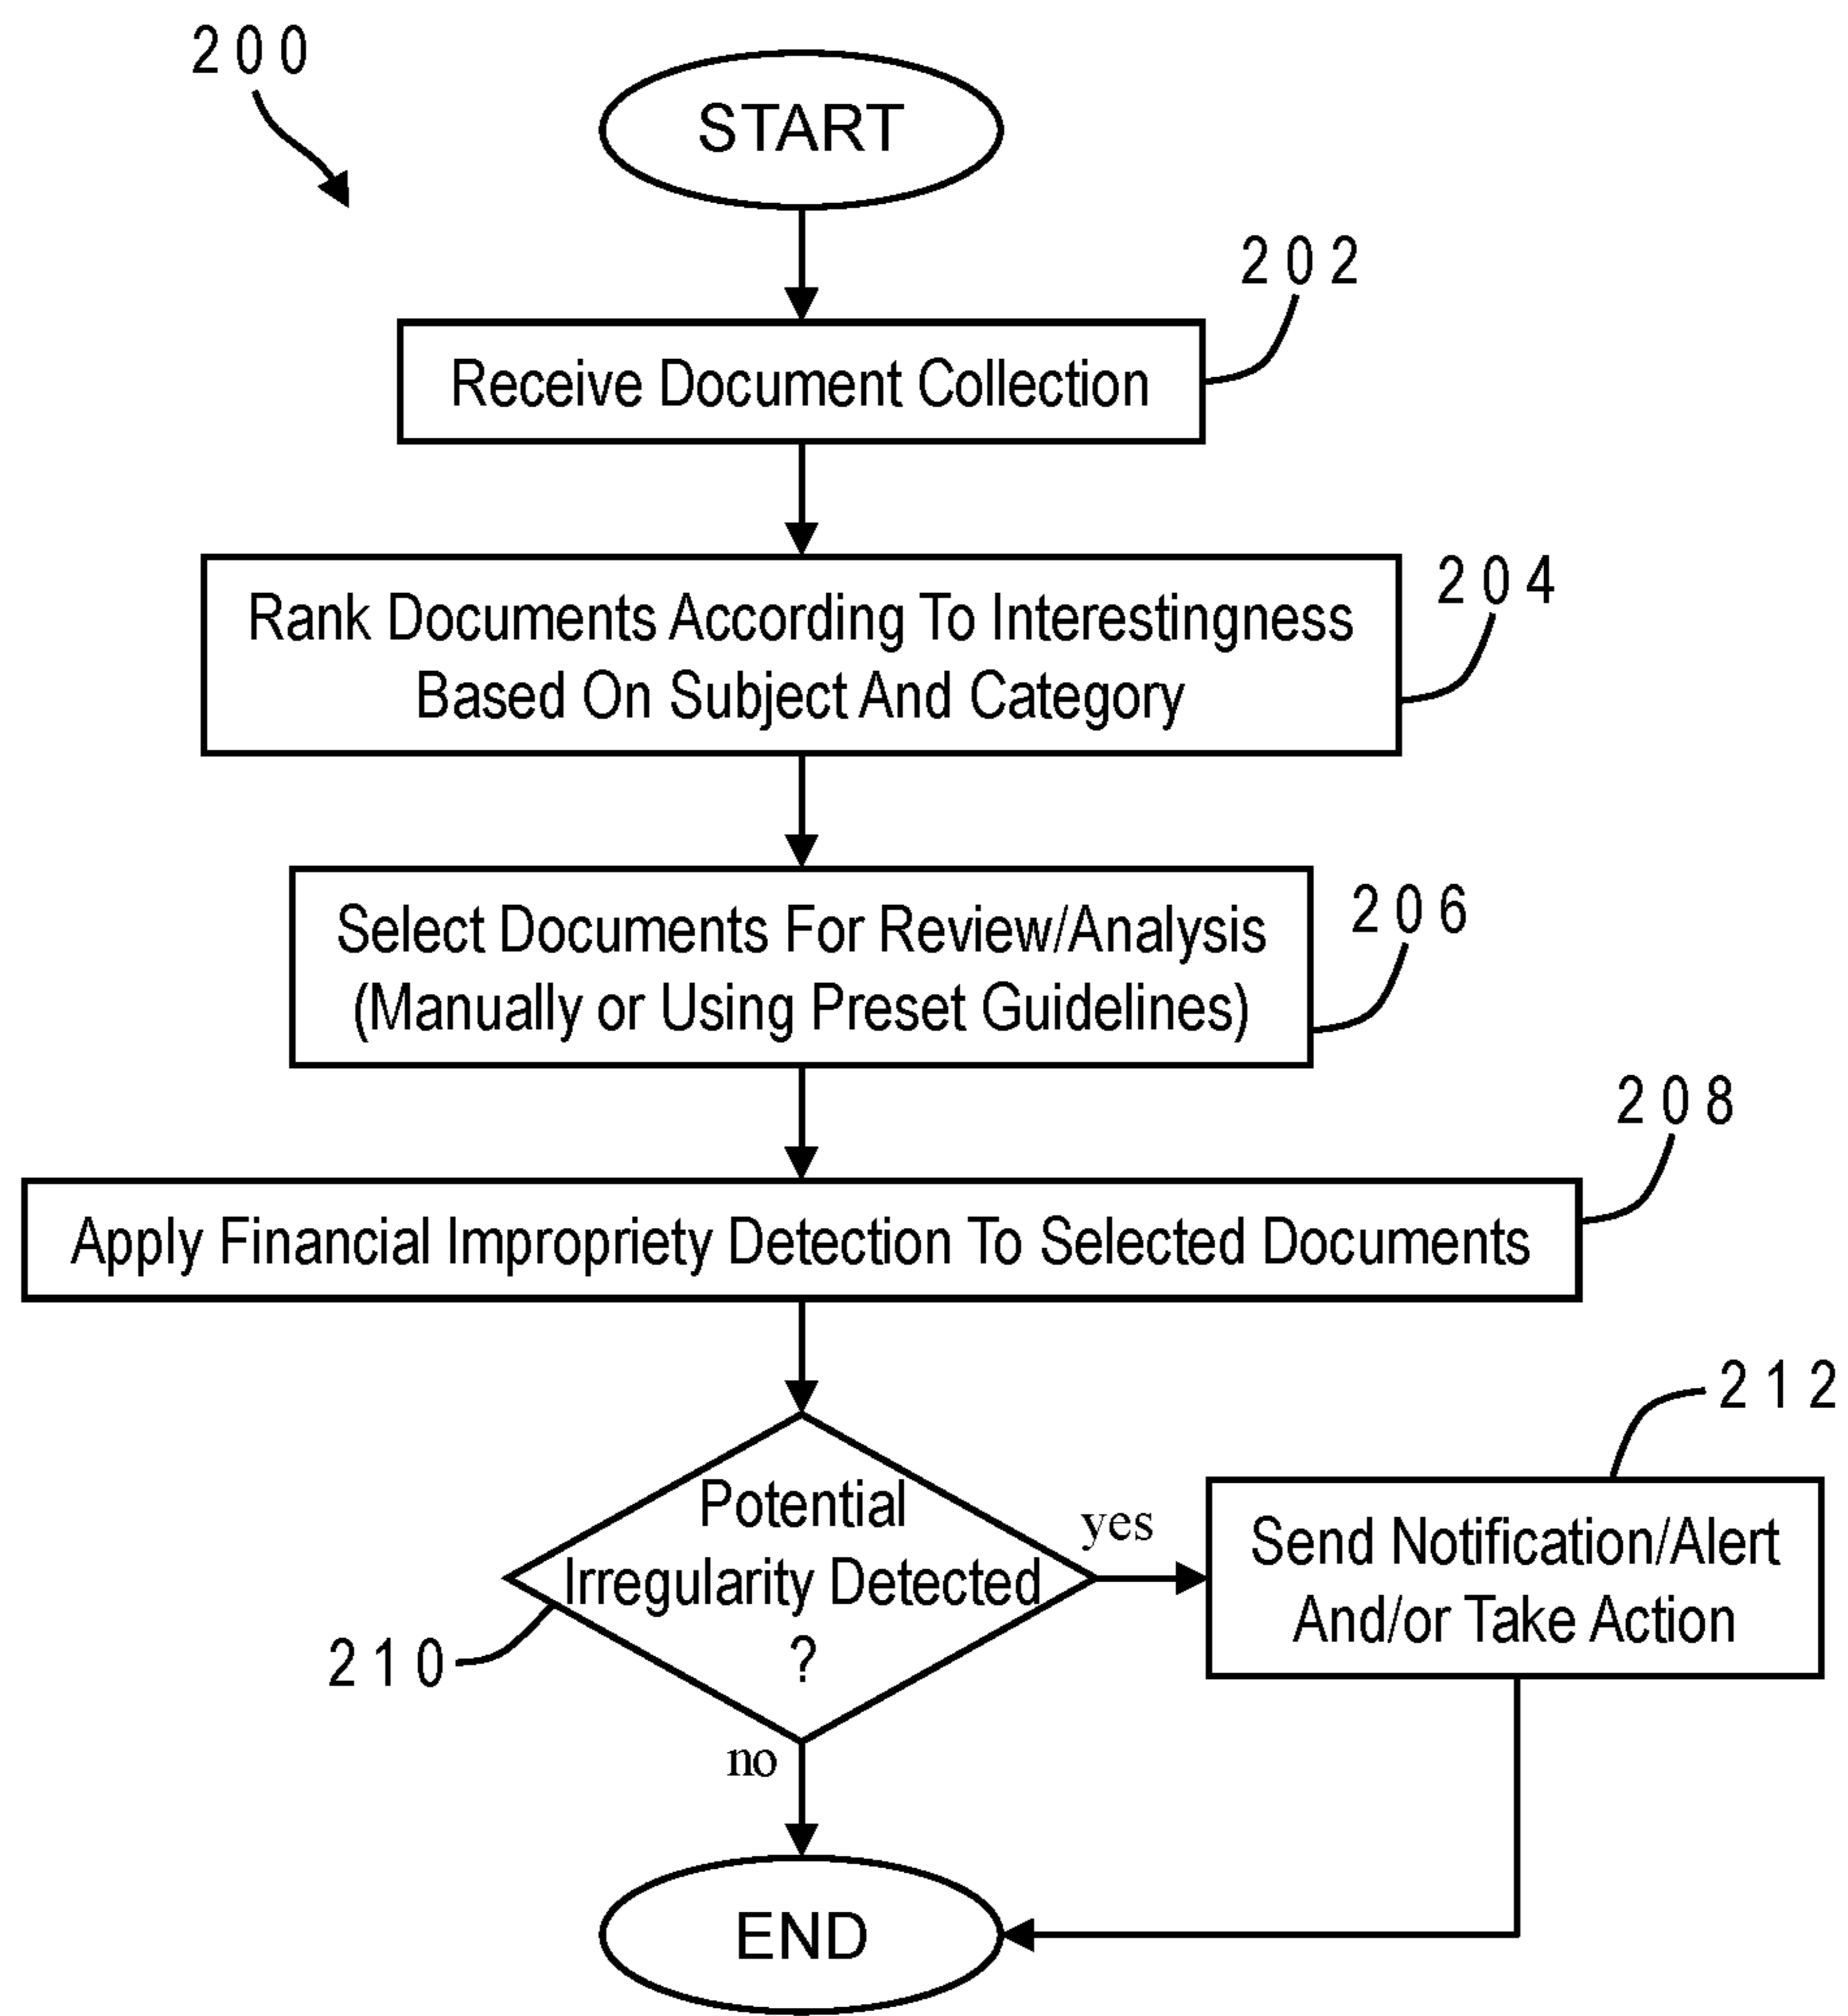 200
START
202
Receive Document Collection
204
Rank Documents According To Interestingness
Based On Subject And Category
206
Select Documents For Review/Analysis
(Manually or Using Preset Guidelines)
208
Apply Financial Impropriety Detection To Selected Documents
212
Potential
Irregularity Detected
?
yes
Send Notification/Alert
And/or Take Action
210
no
END